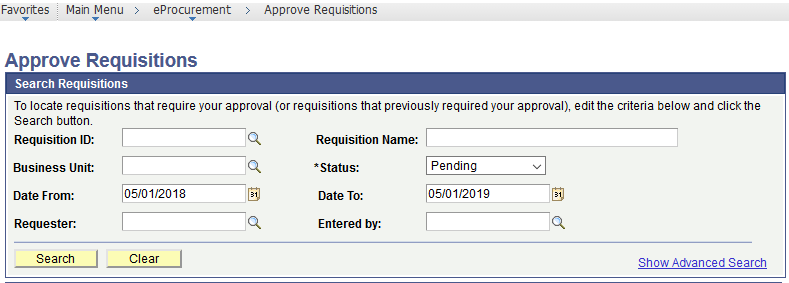 Favorites Main Menu > eProcurement > Approve Requisitions
Approve Requisitions
Search Requisitions
To locate requisitions that require your approval (or requisitions that previously required your approval), edit the criteria below and click the
Search button.
Requisition ID: Requisition Name:
Business Unit: *Status: Pending
Date From: 05/01/2018 31 Date To: 05/01/2019 31
Requester: Entered by:
Search Clear
Show Advanced Search